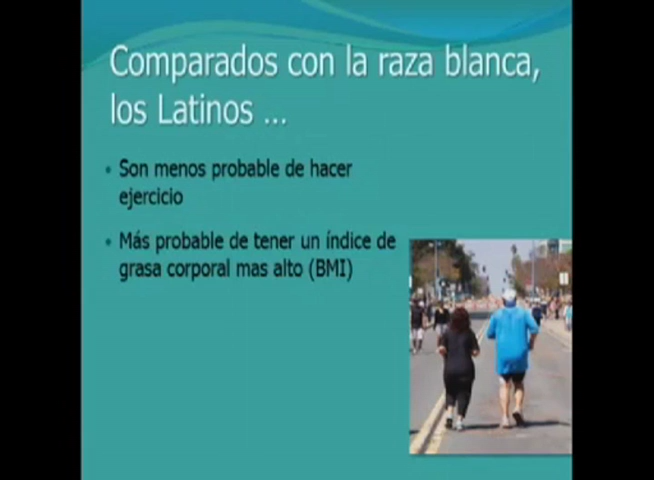 Comparados con la raza blanca,
los Latinos ...
• Son menos probable de hacer
ejercicio
• Más probable de tener un índice de
grasa corporal mas alto (BMI)